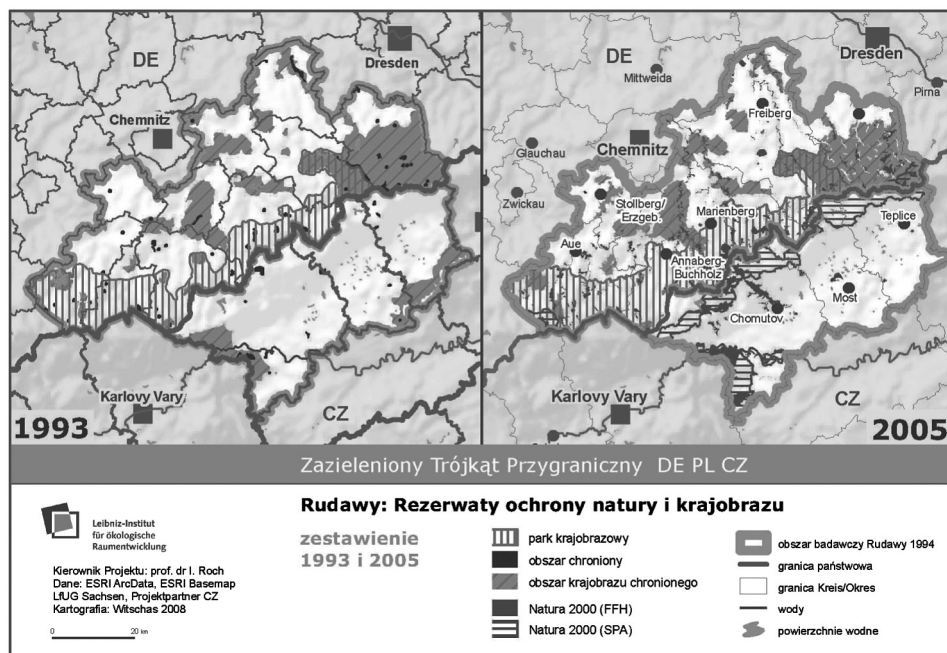 DE
Dresden
Chemnitz
Karlovy Vary
CZ
1993
DE
Dresden
Mittweida
Pirna
Freiberg
Chemnitz
Glauchau
Zwickau
Stollberg/
Erzgeb.
Marienberg
Teplice
Aue
Annaberg-
Buchholz
Most
Chomutov
Karlovy Vary
CZ
2005
Zazieleniony Trójkąt Przygraniczny DE PL CZ
Leibniz-Institut
für ökologische
Raumentwicklung
Kierownik Projektu: prof. dr I. Roch
Dane: ESRI ArcData, ESRI Basemap
LfUG Sachsen, Projektpartner CZ
Kartografia: Witschas 2008
0 20 km
Rudawy: Rezerwaty ochrony natury i krajobrazu
zestawienie
1993 i 2005
park krajobrazowy
obszar chroniony
obszar krajobrazu chronionego
Natura 2000 (FFH)
Natura 2000 (SPA)
obszar badawczy Rudawy 1994
granica państwowa
granica Kreis/Okres
wody
powierzchnie wodne